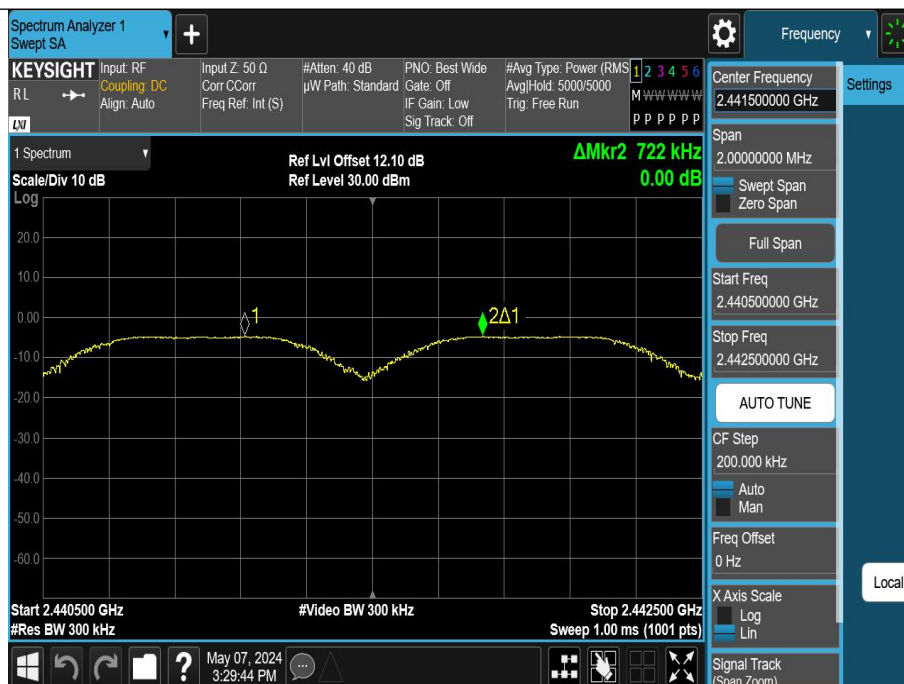 Spectrum Analyzer 1
Swept SA
+
Frequency
KEYSIGHT
R L
LXI
Input: RF
Coupling: DC
Align: Auto
Input Z: 50 Ω
Corr CCorr
Freq Ref: Int (S)
#Atten: 40 dB
µW Path: Standard
PNO: Best Wide
Gate: Off
IF Gain: Low
Sig Track: Off
#Avg Type: Power (RMS
Avg|Hold: 5000/5000
Trig: Free Run
1 2 3 4 5 6
M W W W W W
P P P P P P
1 Spectrum
Scale/Div 10 dB
Log
Ref Lvl Offset 12.10 dB
Ref Level 30.00 dBm
ΔMkr2 722 kHz
0.00 dB
20.0
10.0
0.00
-10.0
-20.0
-30.0
-40.0
-50.0
-60.0
1
2Δ1
Start 2.440500 GHz
#Video BW 300 kHz
Stop 2.442500 GHz
#Res BW 300 kHz
Sweep 1.00 ms (1001 pts)
?
May 07, 2024
3:29:44 PM
Center Frequency
2.441500000 GHz
Settings
Span
2.00000000 MHz
Swept Span
Zero Span
Full Span
Start Freq
2.440500000 GHz
Stop Freq
2.442500000 GHz
AUTO TUNE
CF Step
200.000 kHz
Auto
Man
Freq Offset
0 Hz
Local
X Axis Scale
Log
Lin
Signal Track
(Span Zoom)